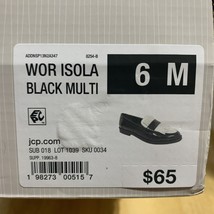 WOR ISOLA
BLACK MULTI
6 M
jcp.com
SUB 018 LOT 1899 SKU 0034
1 98273 00515 7
$65